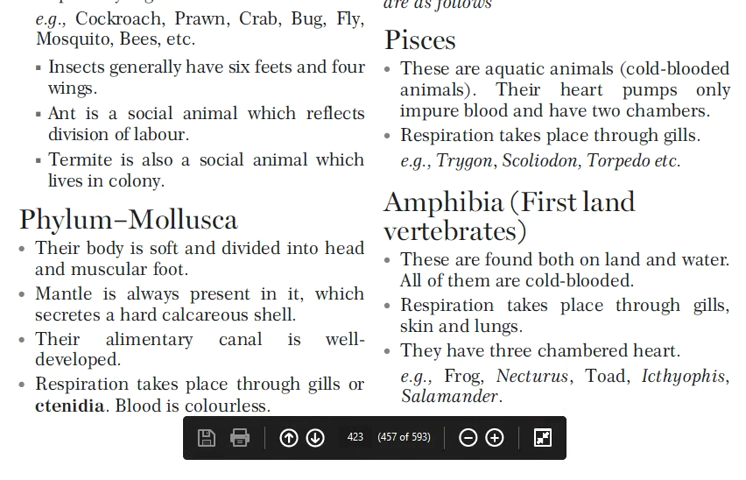 e.g., Cockroach, Prawn, Crab, Bug, Fly,
Mosquito, Bees, etc.
▪ Insects generally have six feets and four
wings.
▪ Ant is a social animal which reflects
division of labour.
▪ Termite is also a social animal which
lives in colony.
Phylum–Mollusca
• Their body is soft and divided into head
and muscular foot.
• Mantle is always present in it, which
secretes a hard calcareous shell.
• Their alimentary canal is well-
developed.
• Respiration takes place through gills or
ctenidia. Blood is colourless.
are as follows
Pisces
• These are aquatic animals (cold-blooded
animals). Their heart pumps only
impure blood and have two chambers.
• Respiration takes place through gills.
e.g., Trygon, Scoliodon, Torpedo etc.
Amphibia (First land
vertebrates)
• These are found both on land and water.
All of them are cold-blooded.
• Respiration takes place through gills,
skin and lungs.
• They have three chambered heart.
e.g., Frog, Necturus, Toad, Icthyophis,
Salamander.
423 (457 of 593)